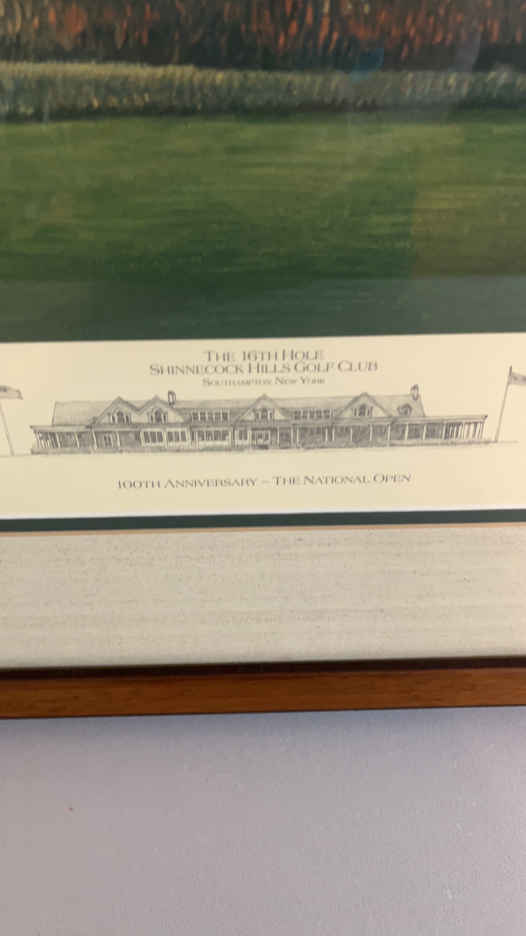 The 16th Hole
Shinnecock Hills Golf Club
Southampton, New York
100th Anniversary – The National Open